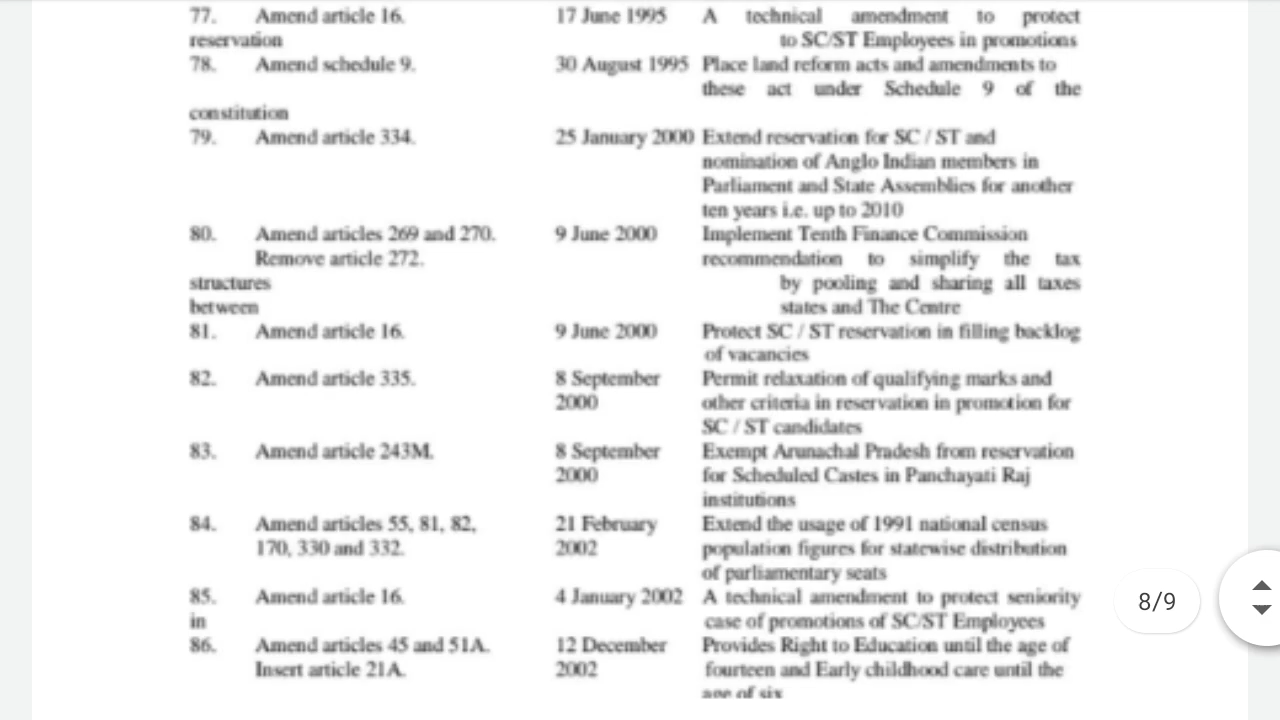 77. Amend article 16. 17 June 1995 A technical amendment to protect
reservation to SC/ST Employees in promotions
78. Amend schedule 9. 30 August 1995 Place land reform acts and amendments to
these act under Schedule 9 of the
constitution
79. Amend article 334. 25 January 2000 Extend reservation for SC / ST and
nomination of Anglo Indian members in
Parliament and State Assemblies for another
ten years i.e. up to 2010
80. Amend articles 269 and 270. 9 June 2000 Implement Tenth Finance Commission
Remove article 272. recommendation to simplify the tax
structures by pooling and sharing all taxes
between states and The Centre
81. Amend article 16. 9 June 2000 Protect SC / ST reservation in filling backlog
of vacancies
82. Amend article 335. 8 September Permit relaxation of qualifying marks and
2000 other criteria in reservation in promotion for
SC / ST candidates
83. Amend article 243M. 8 September Exempt Arunachal Pradesh from reservation
2000 for Scheduled Castes in Panchayati Raj
institutions
84. Amend articles 55, 81, 82, 21 February Extend the usage of 1991 national census
170, 330 and 332. 2002 population figures for statewise distribution
of parliamentary seats
85. Amend article 16. 4 January 2002 A technical amendment to protect seniority
in case of promotions of SC/ST Employees
86. Amend articles 45 and 51A. 12 December Provides Right to Education until the age of
Insert article 21A. 2002 fourteen and Early childhood care until the
age of six
8/9